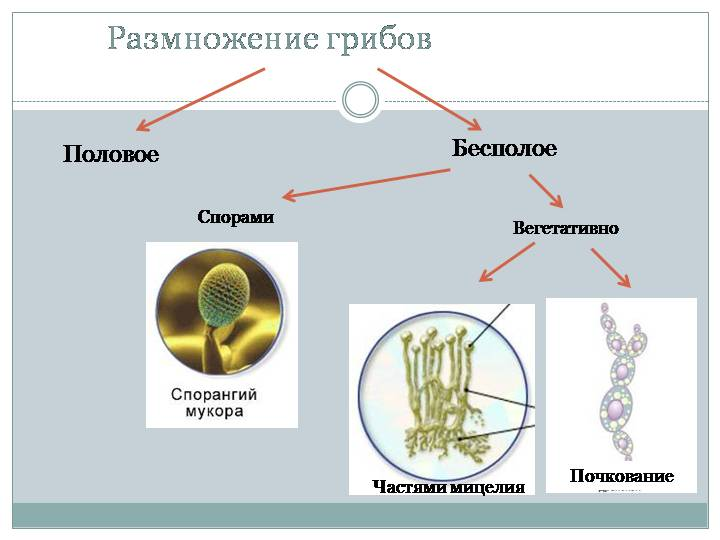 Размножение грибов
Половое
Бесполое
Спорами
Вегетативно
Спорангий
мукора
Частями мицелия
Почкование